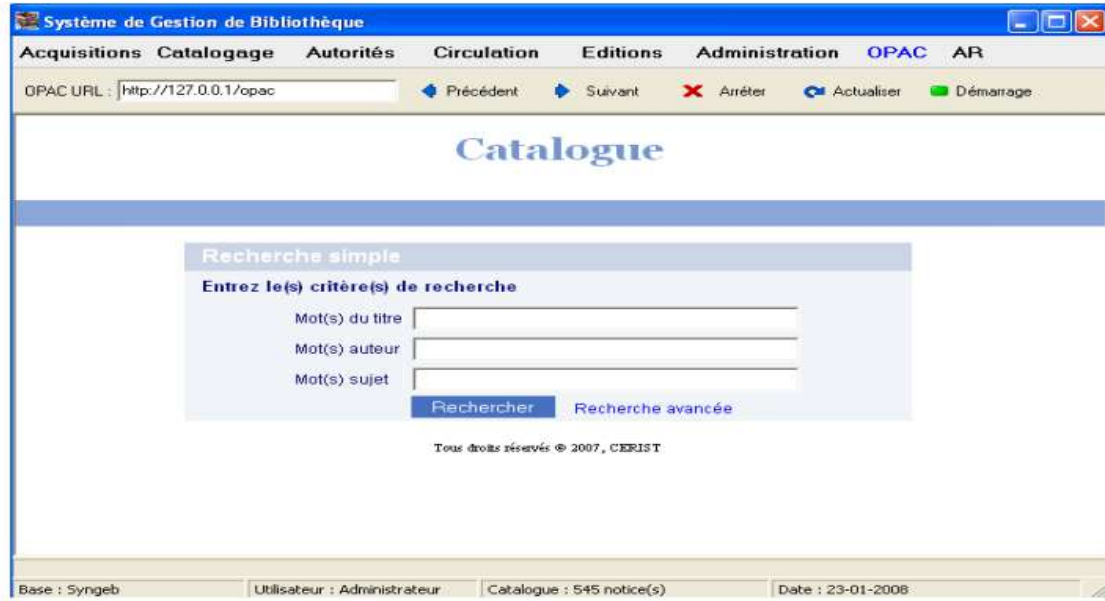 Système de Gestion de Bibliothèque
Acquisitions Catalogage Autorités Circulation Editions Administration OPAC AR
OPAC URL : http://127.0.0.1/opac Précédent Suivant Arrêter Actualiser Démarrage
Catalogue
Recherche simple
Entrez le(s) critère(s) de recherche
Mot(s) du titre
Mot(s) auteur
Mot(s) sujet
Rechercher Recherche avancée
Tous droits réservés © 2007, CERIST
Base : Syngeb Utilisateur : Administrateur Catalogue : 545 notice(s) Date : 23-01-2008